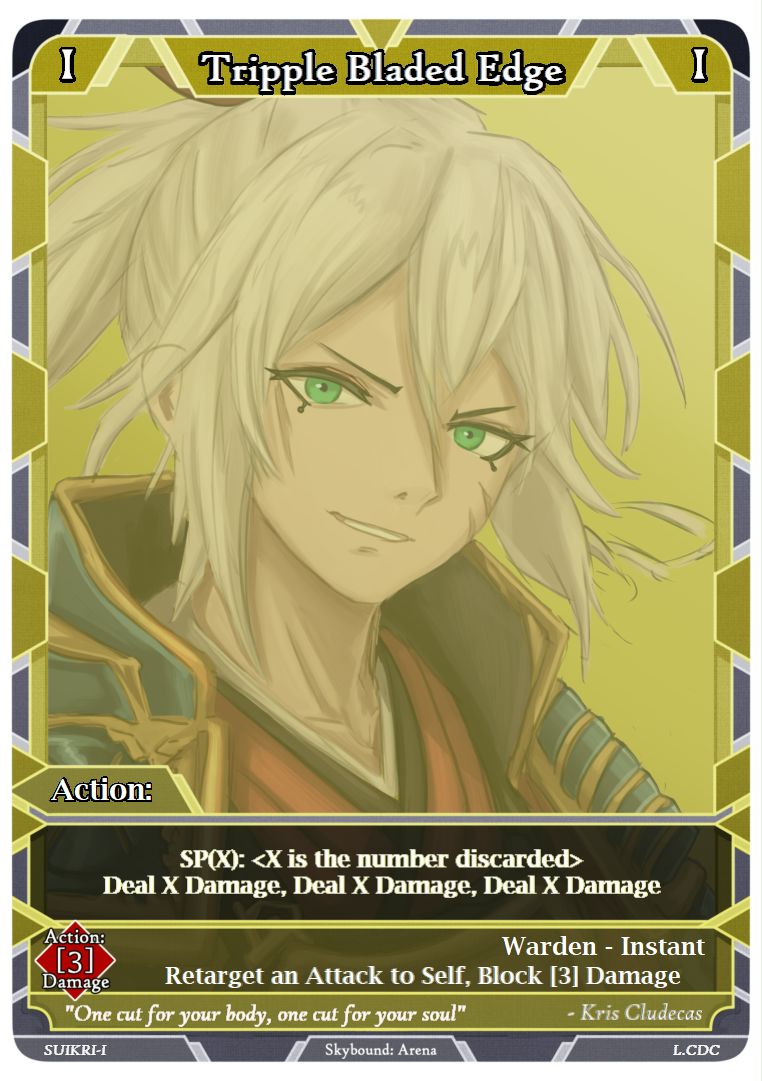 I Tripple Bladed Edge I
Action:
SP(X): <X is the number discarded>
Deal X Damage, Deal X Damage, Deal X Damage
Action:
[3]
Damage
Warden - Instant
Retarget an Attack to Self, Block [3] Damage
"One cut for your body, one cut for your soul" - Kris Cludecas
SUIKRI-I Skybound: Arena L.CDC